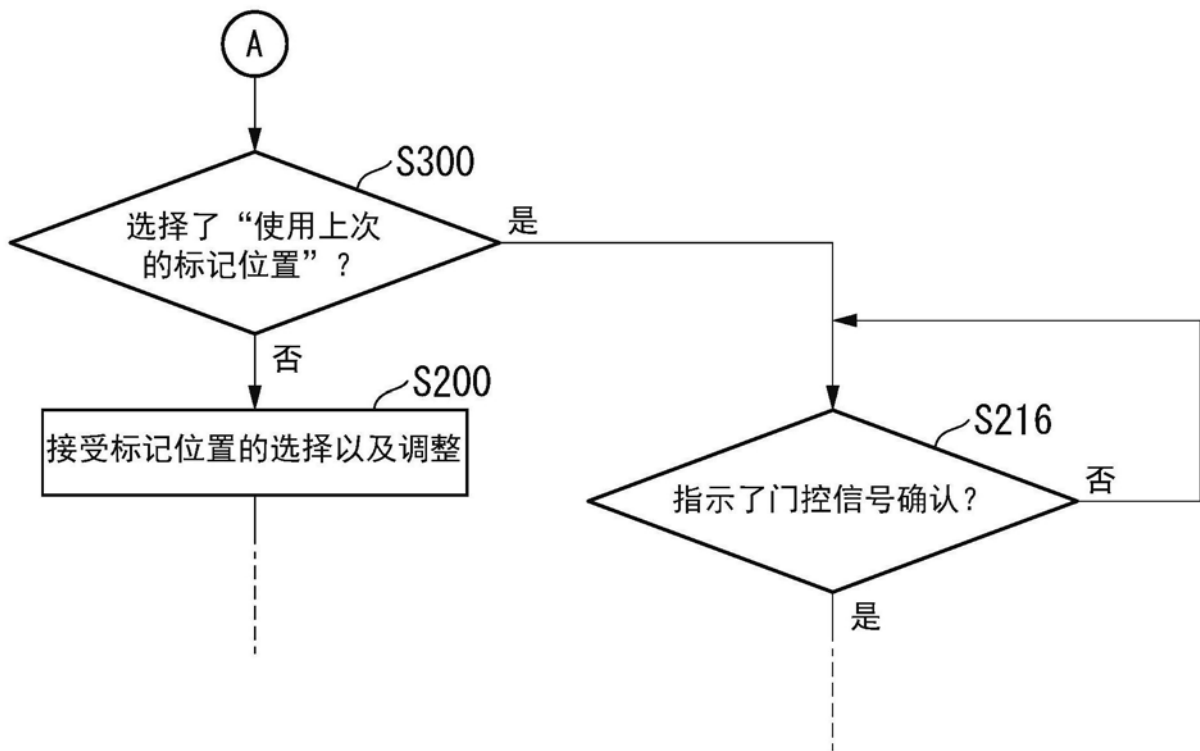 A
S300
选择了“使用上次
的标记位置”？
是
否
S200
接受标记位置的选择以及调整
S216
指示了门控信号确认？
否
是